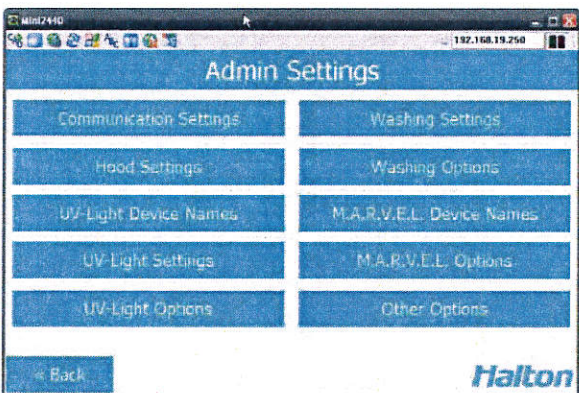 Mini2440
192.168.19.250
Admin Settings
Communication Settings
Washing Settings
Hood Settings
Washing Options
UV-Light Device Names
M.A.R.V.E.L. Device Names
UV-Light Settings
M.A.R.V.E.L. Options
UV-Light Options
Other Options
« Back
Halton